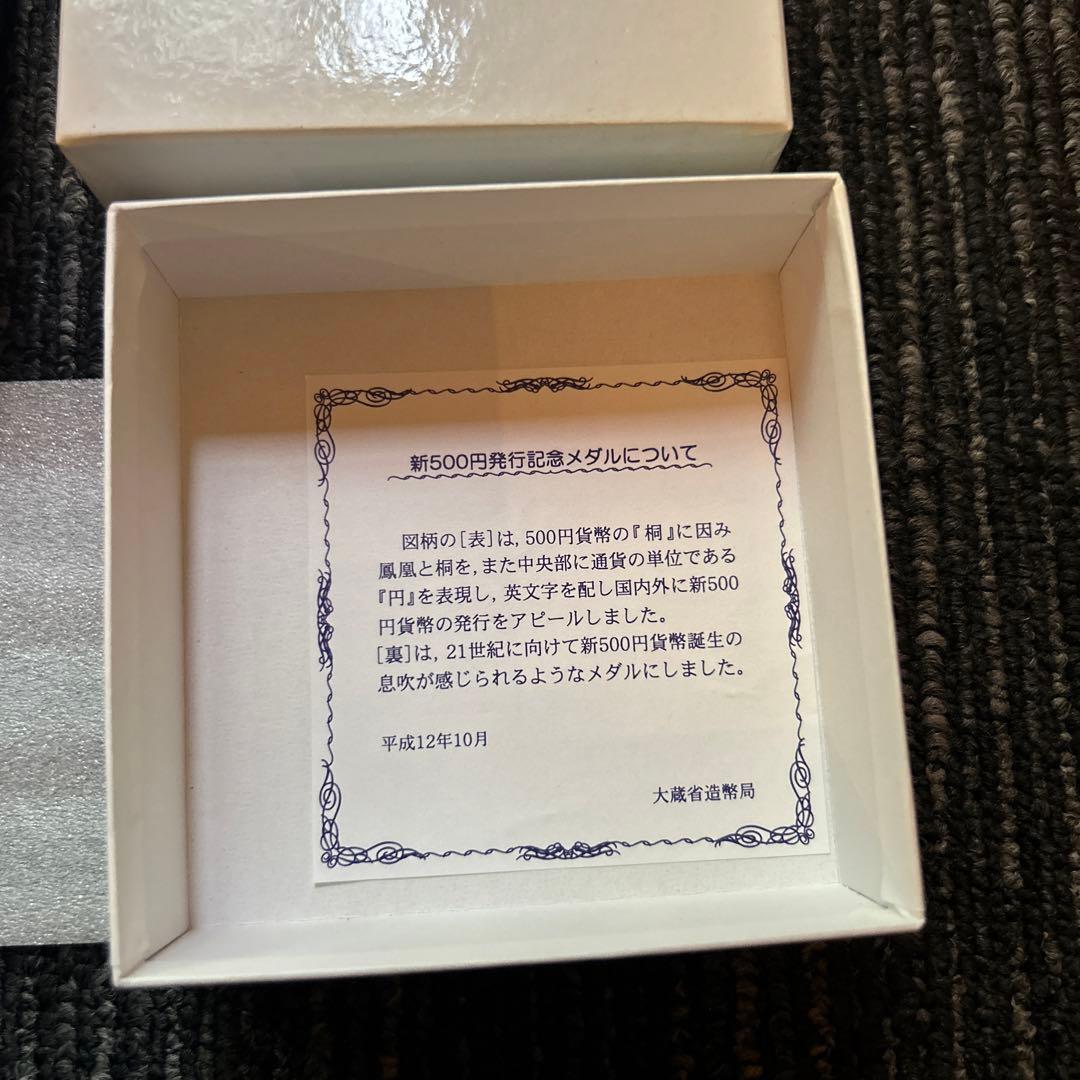 新500円発行記念メダルについて
図柄の[表]は,500円貨幣の『桐』に因み
鳳凰と桐を,また中央部に通貨の単位である
『円』を表現し,英文字を配し国内外に新500
円貨幣の発行をアピールしました。
[裏]は,21世紀に向けて新500円貨幣誕生の
息吹が感じられるようなメダルにしました。
平成12年10月
大蔵省造幣局